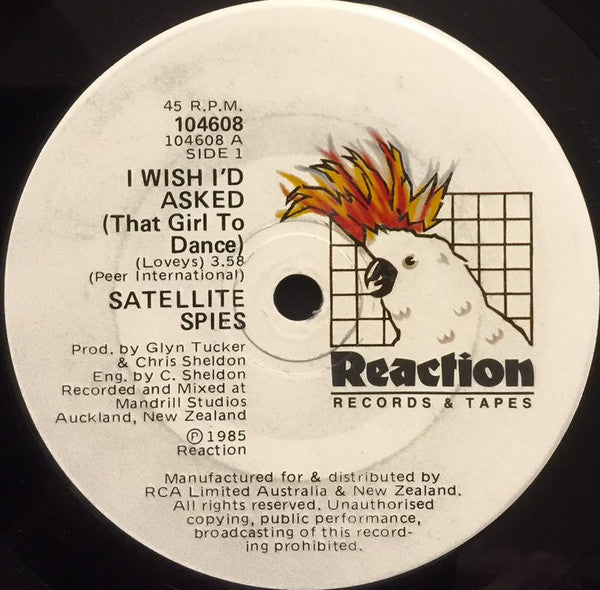 45 R.P.M.
104608
104608 A
SIDE 1
I WISH I'D
ASKED
(That Girl To
Dance)
(Loveys) 3.58
(Peer International)
SATELLITE
SPIES
Prod. by Glyn Tucker
& Chris Sheldon
Eng. by C. Sheldon
Recorded and Mixed at
Mandrill Studios
Auckland, New Zealand
Ⓟ1985
Reaction
Reaction
RECORDS & TAPES
Manufactured for & distributed by
RCA Limited Australia & New Zealand.
All rights reserved. Unauthorised
copying, public performance,
broadcasting of this record-
ing prohibited.